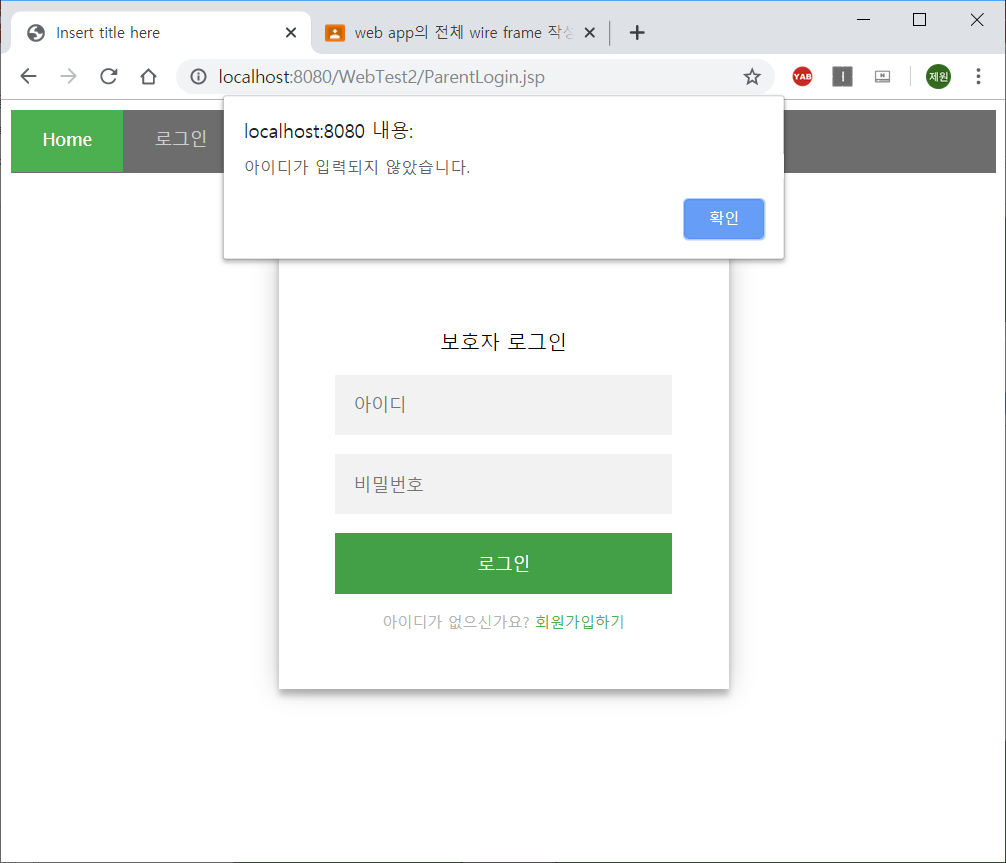 Insert title here
web app의 전체 wire frame 작성
localhost:8080/WebTest2/ParentLogin.jsp
YAB
I
제원
Home
로그인
localhost:8080 내용:
아이디가 입력되지 않았습니다.
확인
보호자 로그인
아이디
비밀번호
로그인
아이디가 없으신가요? 회원가입하기